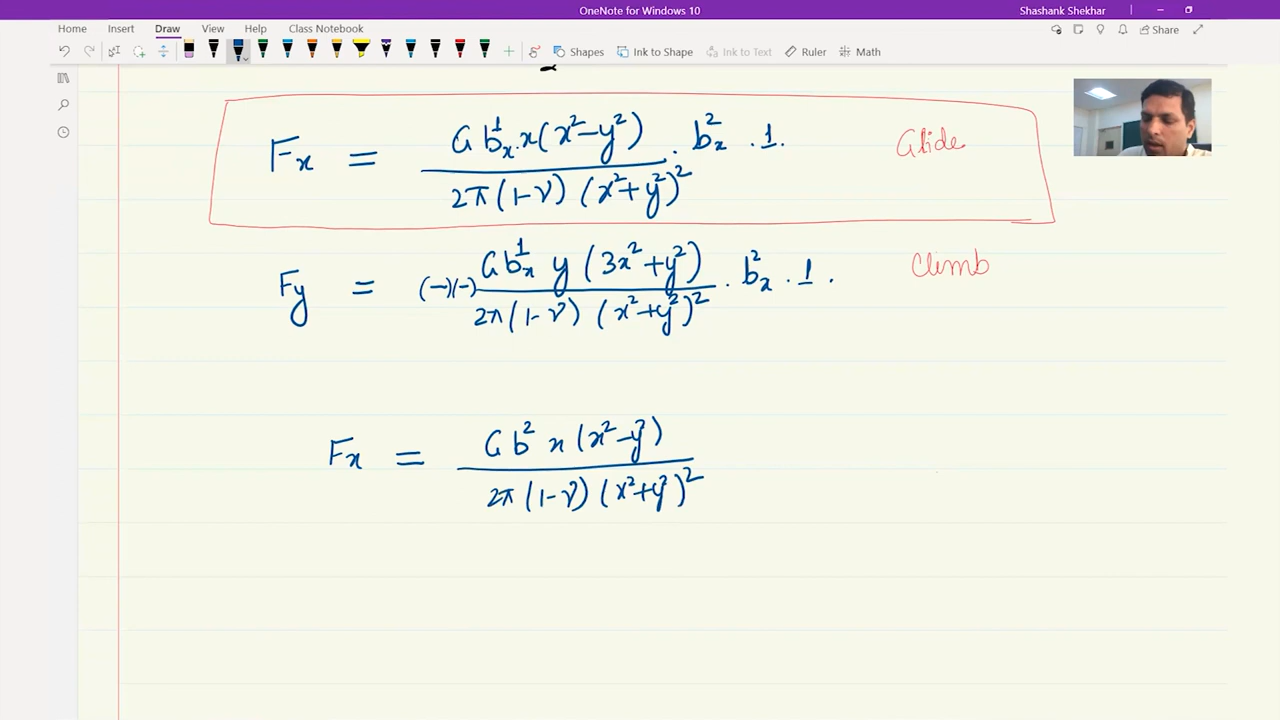 OneNote for Windows 10
Shashank Shekhar
Home Insert Draw View Help Class Notebook
Share
Shapes Ink to Shape Ink to Text Ruler Math
Fx = G b¹x . x(x²−y²) / 2π(1−ν) (x²+y²)² . b²x . 1. Glide
Fy = (−)(−) G b¹x y (3x²+y²) / 2π(1−ν) (x²+y²)² . b²x . 1 . Climb
Fx = G b² x (x²−y²) / 2π(1−ν) (x²+y²)²